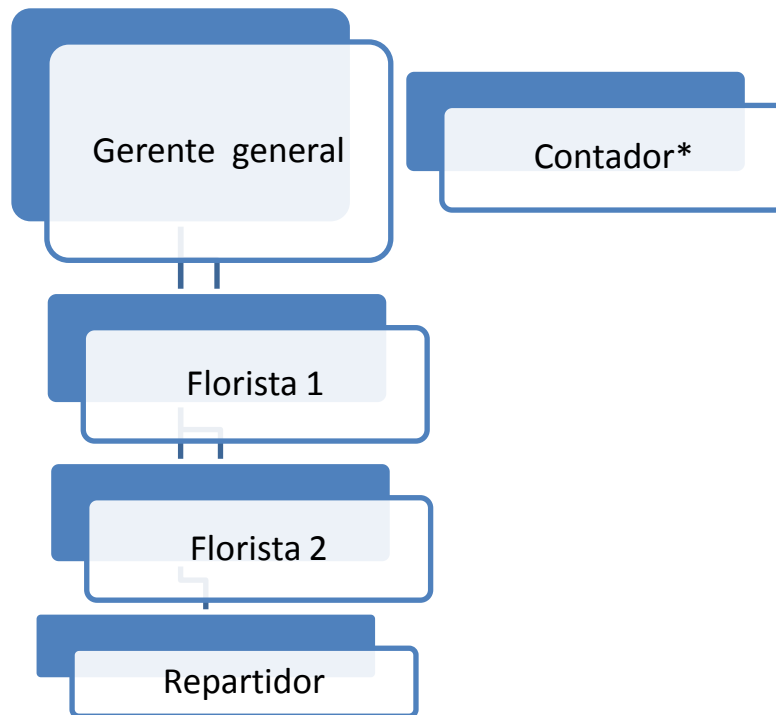 Gerente general
Contador*
Florista 1
Florista 2
Repartidor